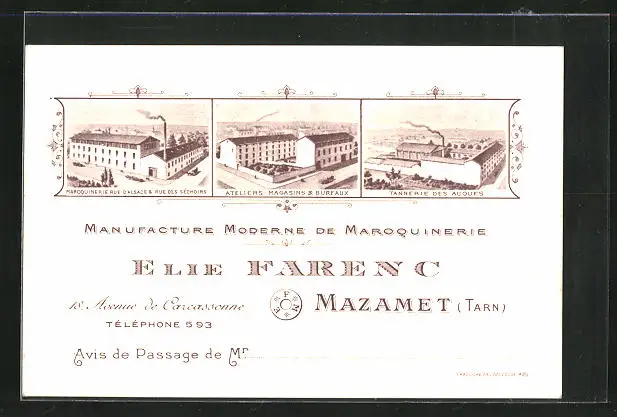 MAROQUINERIE RUE D'ALSACE & RUE DES SÉCHOIRS
ATELIERS MAGASINS & BUREAUX
TANNERIE DES AUQUES
MANUFACTURE MODERNE DE MAROQUINERIE
ELIE FARENC
18 Avenue de Carcassonne
TÉLÉPHONE 593
E F M
MAZAMET (TARN)
Avis de Passage de Mr